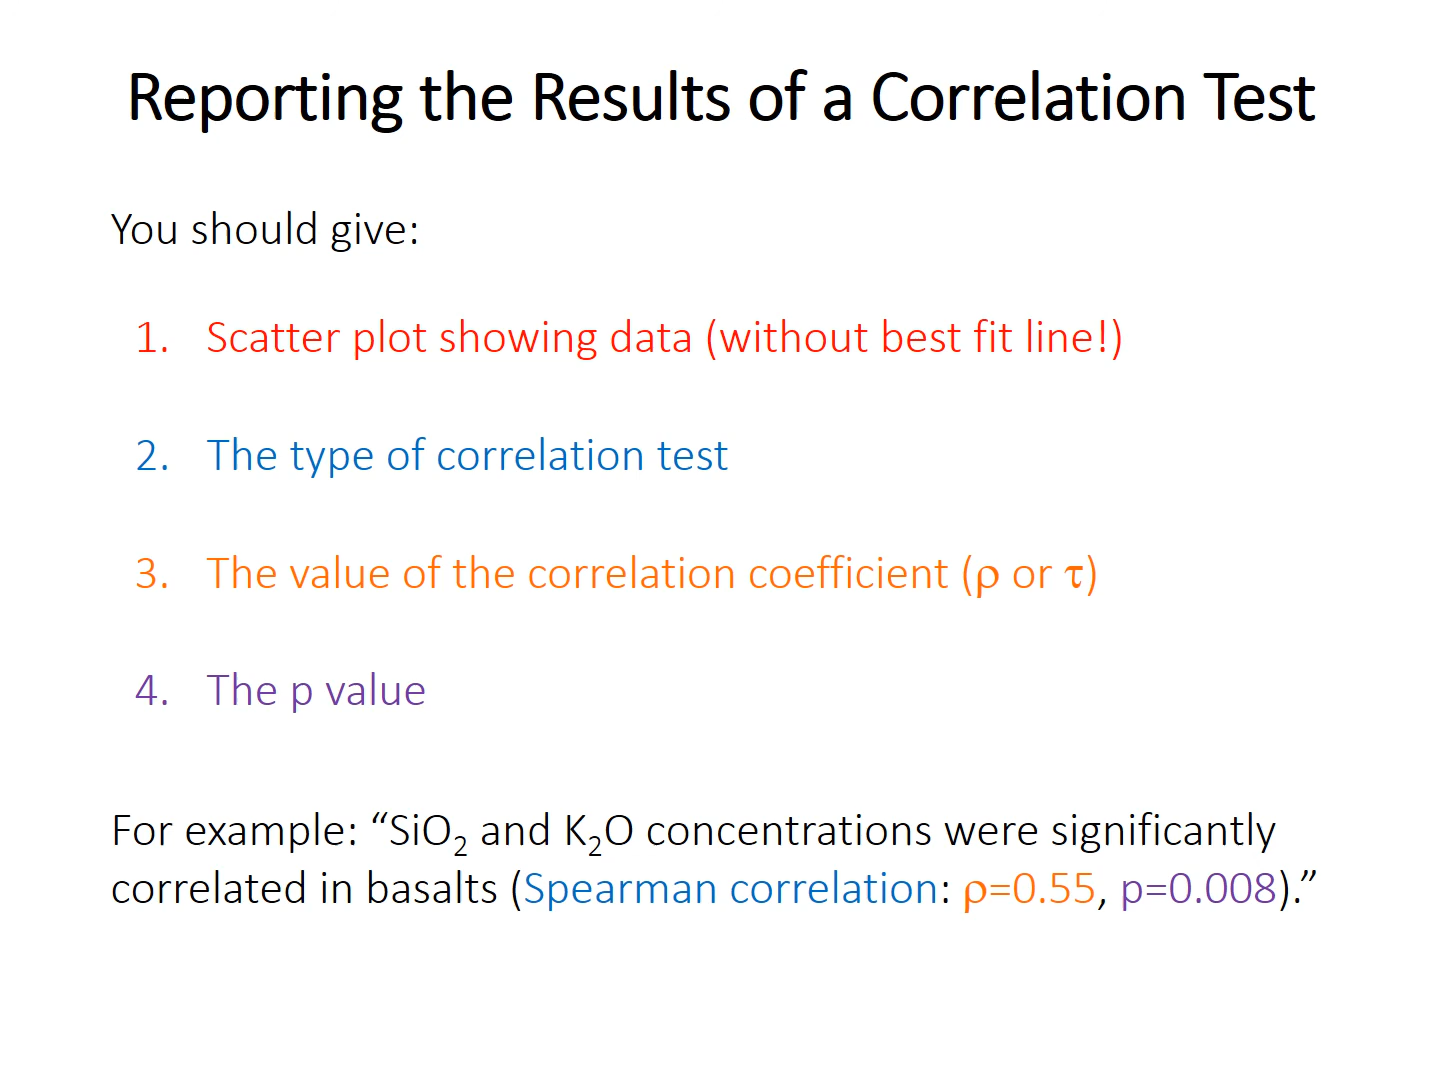 Reporting the Results of a Correlation Test
You should give:
1. Scatter plot showing data (without best fit line!)
2. The type of correlation test
3. The value of the correlation coefficient (ρ or τ)
4. The p value
For example: “SiO₂ and K₂O concentrations were significantly
correlated in basalts (Spearman correlation: ρ=0.55, p=0.008).”